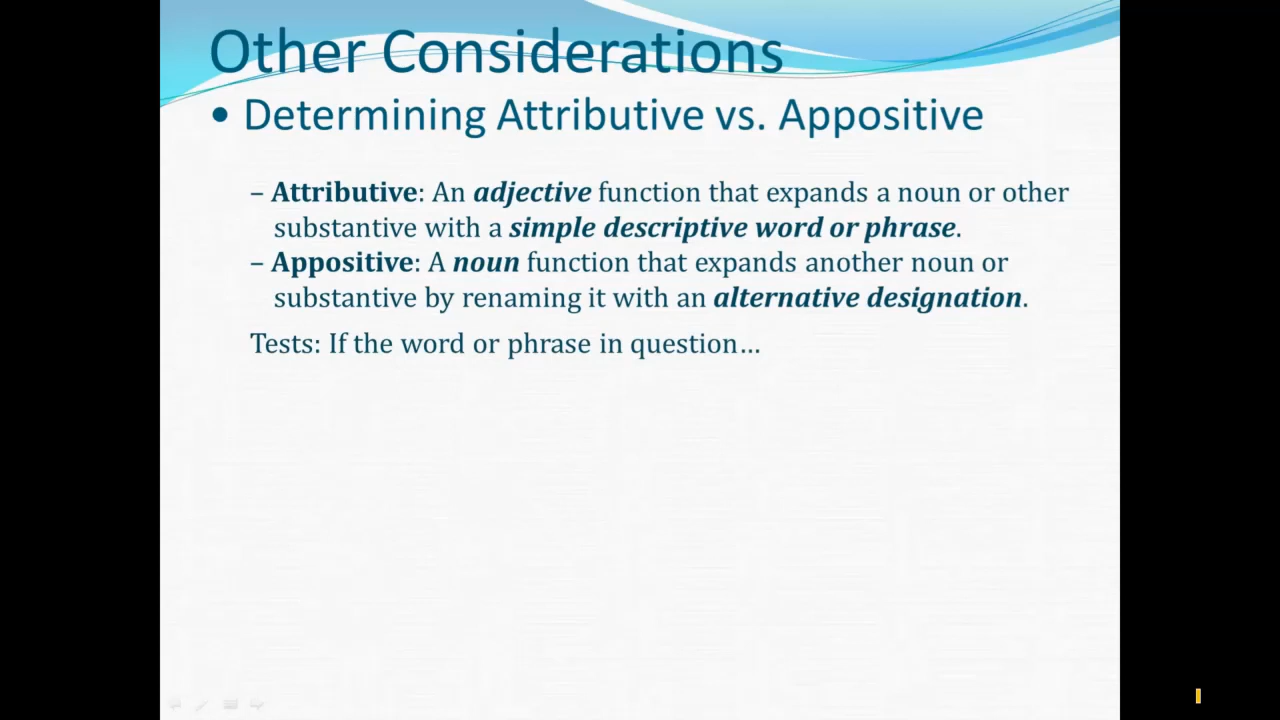 Other Considerations
• Determining Attributive vs. Appositive
– Attributive: An adjective function that expands a noun or other
substantive with a simple descriptive word or phrase.
– Appositive: A noun function that expands another noun or
substantive by renaming it with an alternative designation.
Tests: If the word or phrase in question…